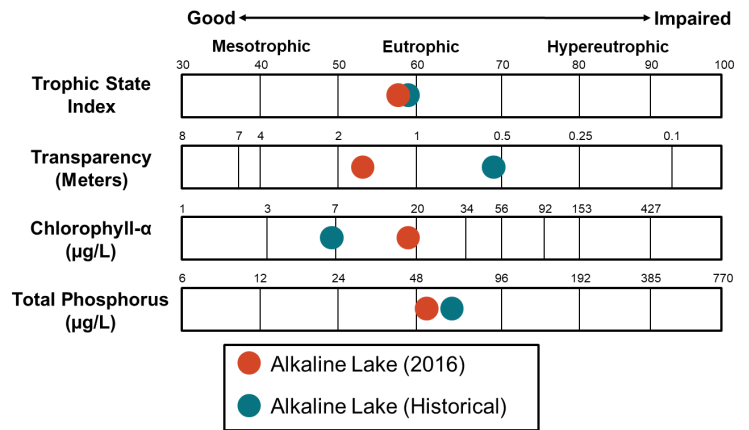 Good Impaired
Mesotrophic Eutrophic Hypereutrophic
30 40 50 60 70 80 90 100
Trophic State
Index
8 7 4 2 1 0.5 0.25 0.1
Transparency
(Meters)
1 3 7 20 34 56 92 153 427
Chlorophyll-α
(µg/L)
6 12 24 48 96 192 385 770
Total Phosphorus
(µg/L)
Alkaline Lake (2016)
Alkaline Lake (Historical)